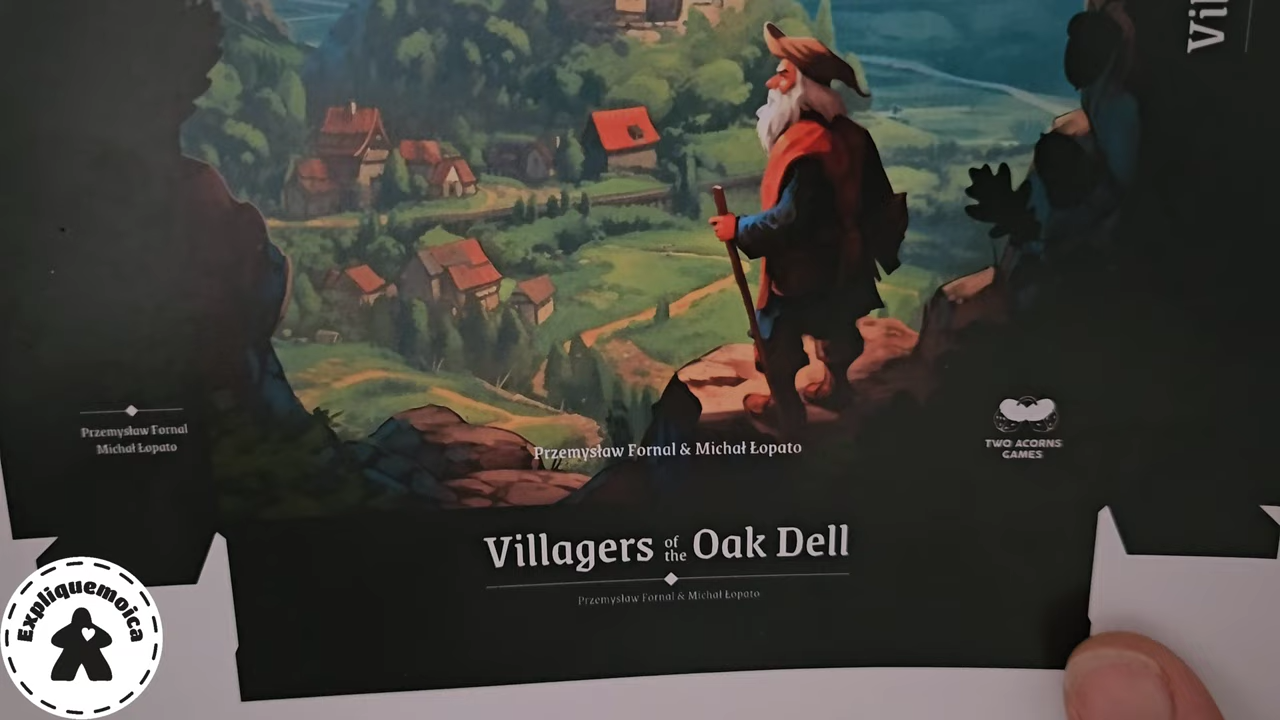 Vil
Przemysław Fornal
Michał Łopato
Przemysław Fornal & Michał Łopato
TWO ACORNS
GAMES
Villagers of the Oak Dell
Przemysław Fornal & Michał Łopato
Expliquemoica